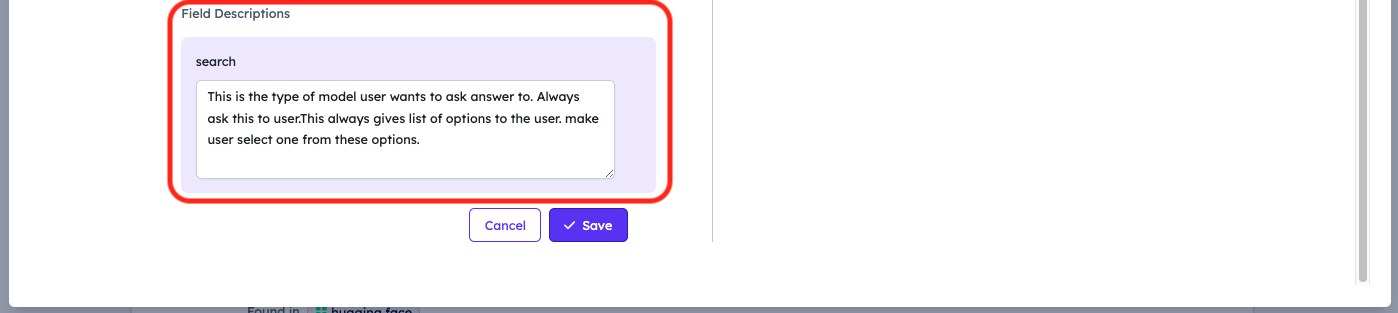 Field Descriptions
search
This is the type of model user wants to ask answer to. Always
ask this to user.This always gives list of options to the user. make
user select one from these options.
Cancel
Save
Found in
hugging face